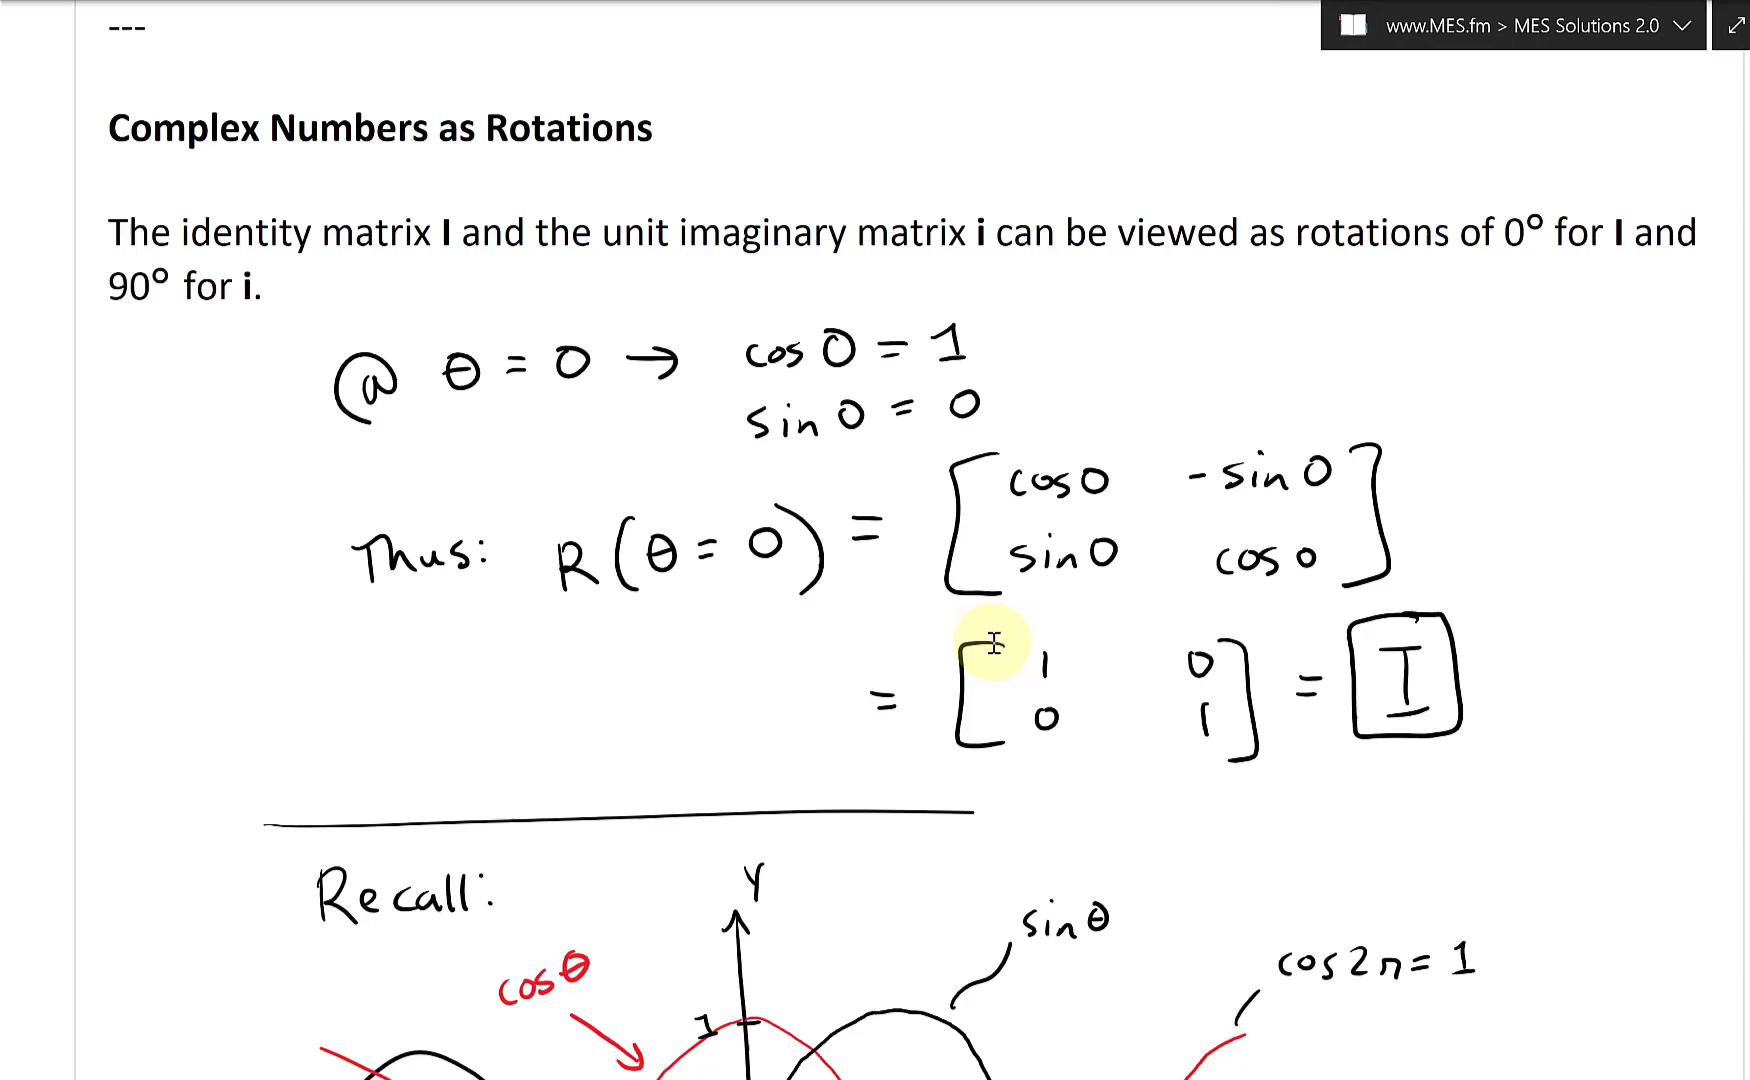 ---
www.MES.fm > MES Solutions 2.0
Complex Numbers as Rotations
The identity matrix I and the unit imaginary matrix i can be viewed as rotations of 0° for I and
90° for i.
@ θ = 0 → cos 0 = 1
sin 0 = 0
Thus: R(θ = 0) = [cos 0 - sin 0
sin 0 cos 0]
= [1 0
0 1] = I
Recall:
Y
sin θ
cos θ
cos 2π = 1
1